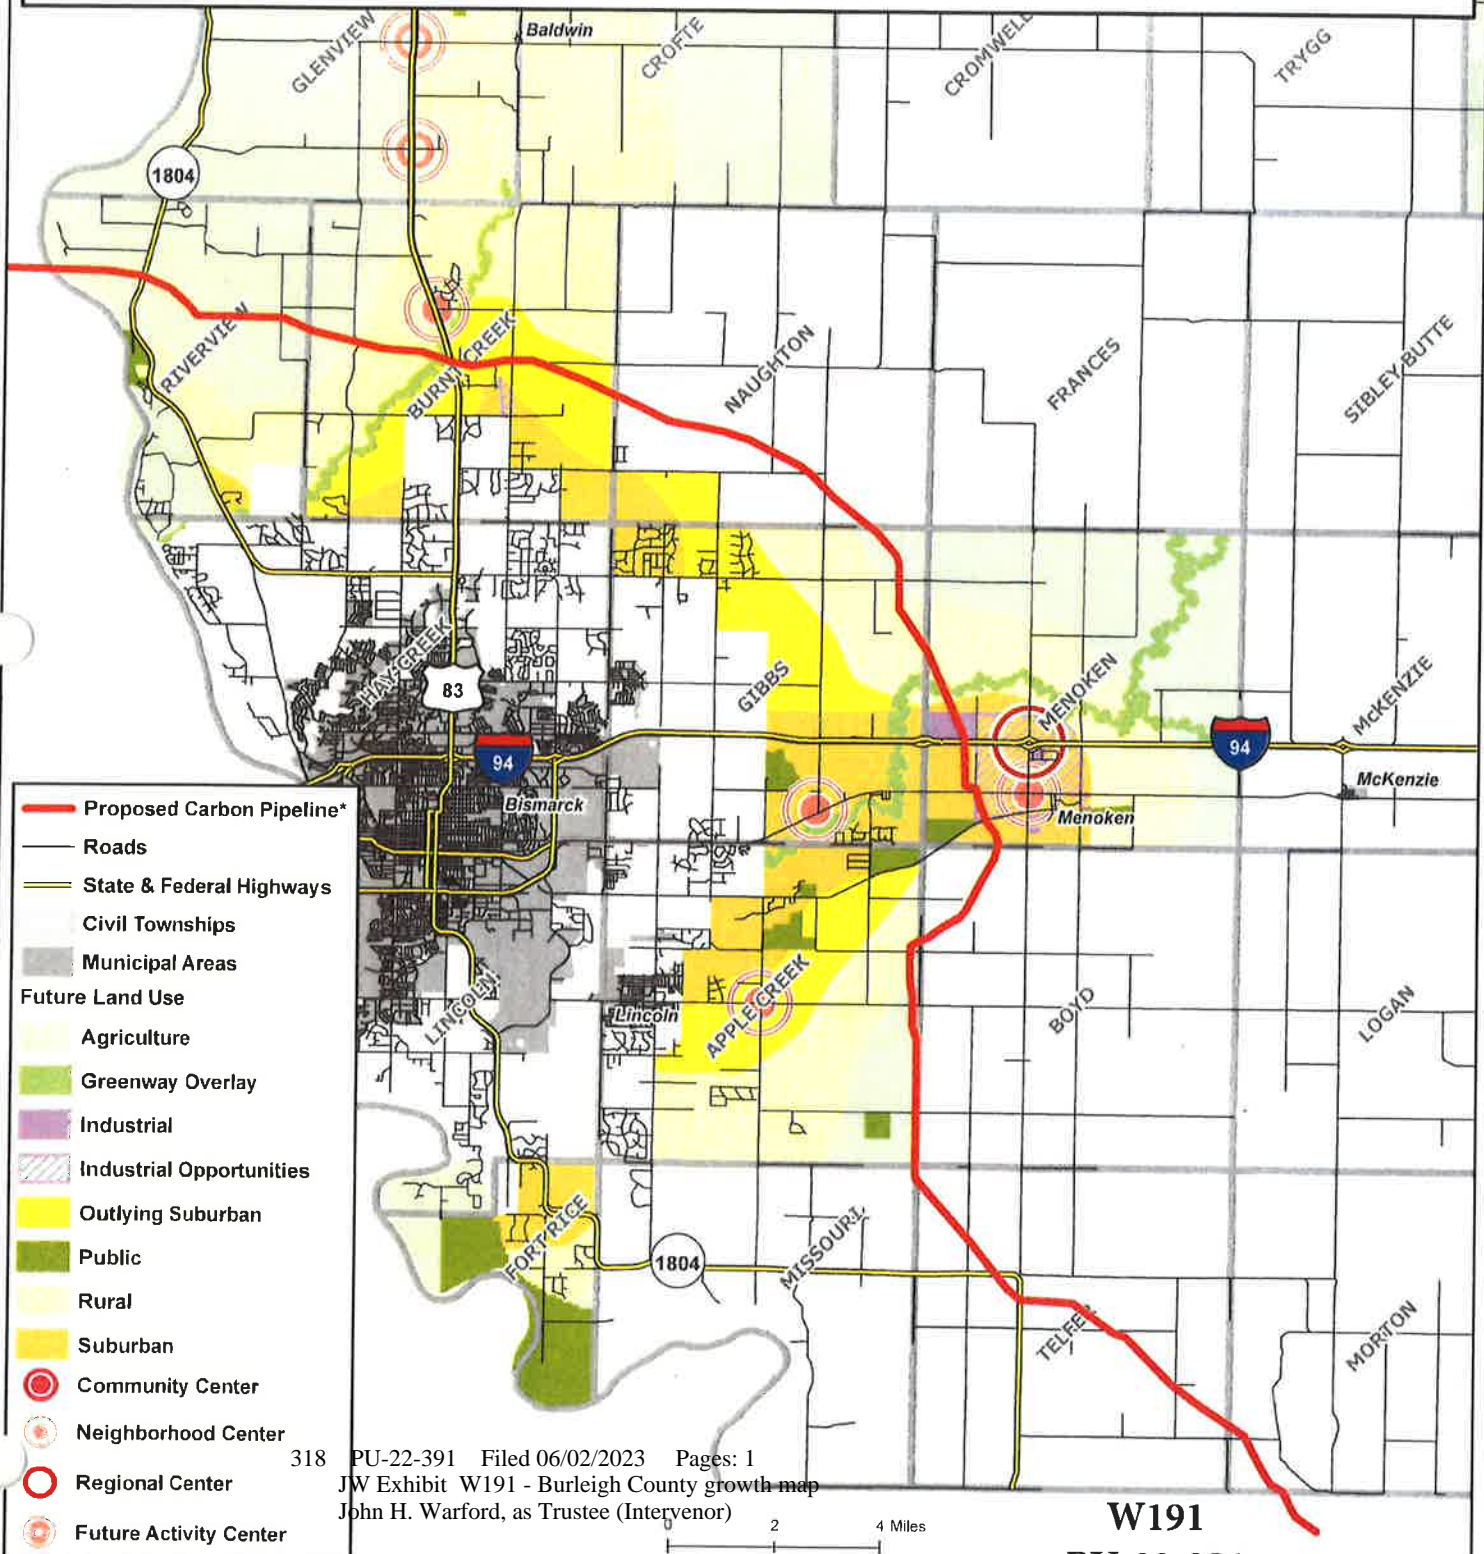 Baldwin
GLENVIEW
CROFTE
CROMWELL
TRYGG
1804
RIVERVIEW
BURNT CREEK
NAUGHTON
FRANCES
SIBLEY BUTTE
HAY CREEK
83
GIBBS
MENOKEN
McKENZIE
94
94
Bismarck
McKenzie
Menoken
Lincoln
LINCOLN
APPLE CREEK
BOYD
LOGAN
FORT RICE
1804
MISSOURI
TELFER
MORTON
Proposed Carbon Pipeline*
Roads
State & Federal Highways
Civil Townships
Municipal Areas
Future Land Use
Agriculture
Greenway Overlay
Industrial
Industrial Opportunities
Outlying Suburban
Public
Rural
Suburban
Community Center
Neighborhood Center
Regional Center
Future Activity Center
318 PU-22-391 Filed 06/02/2023 Pages: 1
JW Exhibit W191 - Burleigh County growth map
John H. Warford, as Trustee (Intervenor)
0 2 4 Miles
W191